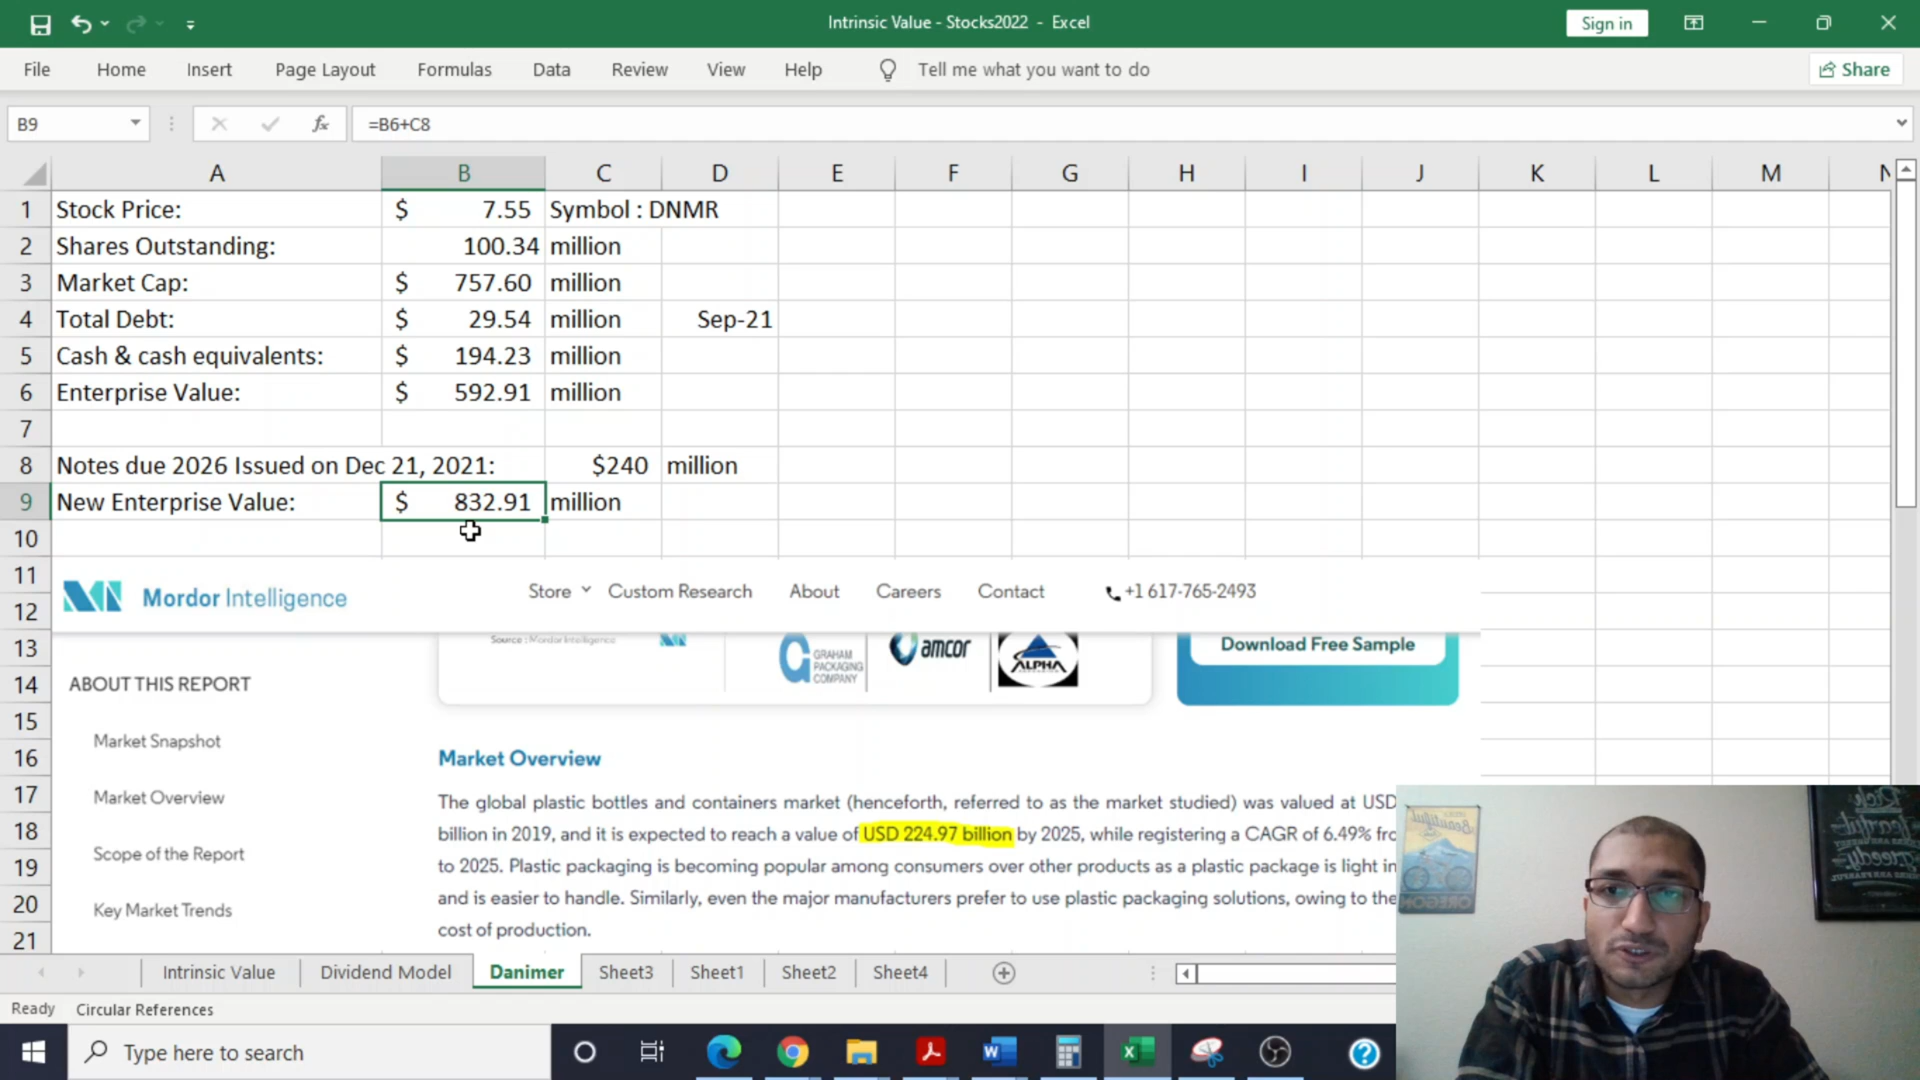 Intrinsic Value - Stocks2022 - Excel
Sign in
File Home Insert Page Layout Formulas Data Review View Help Tell me what you want to do Share
B9 fx =B6+C8
A B C D E F G H I J K L M N
1 Stock Price: $ 7.55 Symbol : DNMR
2 Shares Outstanding: 100.34 million
3 Market Cap: $ 757.60 million
4 Total Debt: $ 29.54 million Sep-21
5 Cash & cash equivalents: $ 194.23 million
6 Enterprise Value: $ 592.91 million
7
8 Notes due 2026 Issued on Dec 21, 2021: $240 million
9 New Enterprise Value: $ 832.91 million
10
11
12
13
14
15
16
17
18
19
20
21
Mordor Intelligence Store Custom Research About Careers Contact +1 617-765-2493
Source : Mordor Intelligence
GRAHAM PACKAGING COMPANY
amcor
ALPHA
Download Free Sample
ABOUT THIS REPORT
Market Snapshot
Market Overview
Scope of the Report
Key Market Trends
Market Overview
The global plastic bottles and containers market (henceforth, referred to as the market studied) was valued at USD
billion in 2019, and it is expected to reach a value of USD 224.97 billion by 2025, while registering a CAGR of 6.49% fro
to 2025. Plastic packaging is becoming popular among consumers over other products as a plastic package is light in
and is easier to handle. Similarly, even the major manufacturers prefer to use plastic packaging solutions, owing to the
cost of production.
Intrinsic Value Dividend Model Danimer Sheet3 Sheet1 Sheet2 Sheet4
Ready Circular References
Type here to search